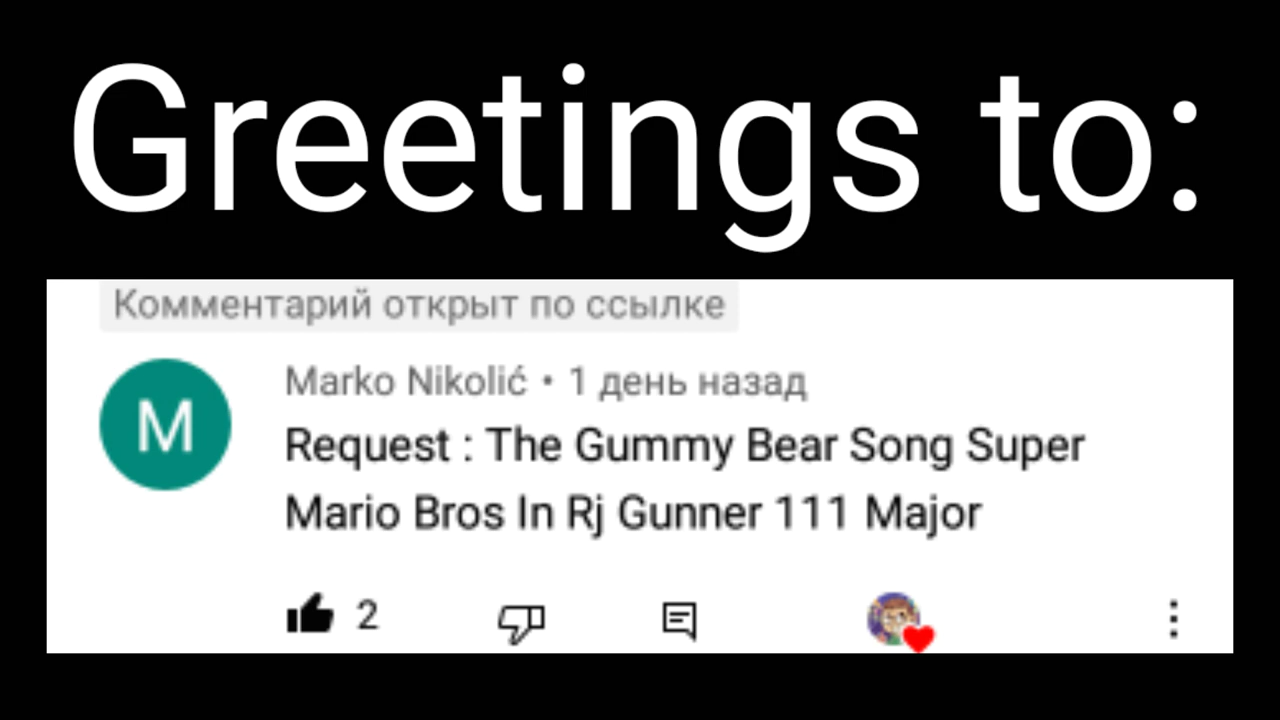 Greetings to:
Комментарий открыт по ссылке
M
Marko Nikolić • 1 день назад
Request : The Gummy Bear Song Super
Mario Bros In Rj Gunner 111 Major
2